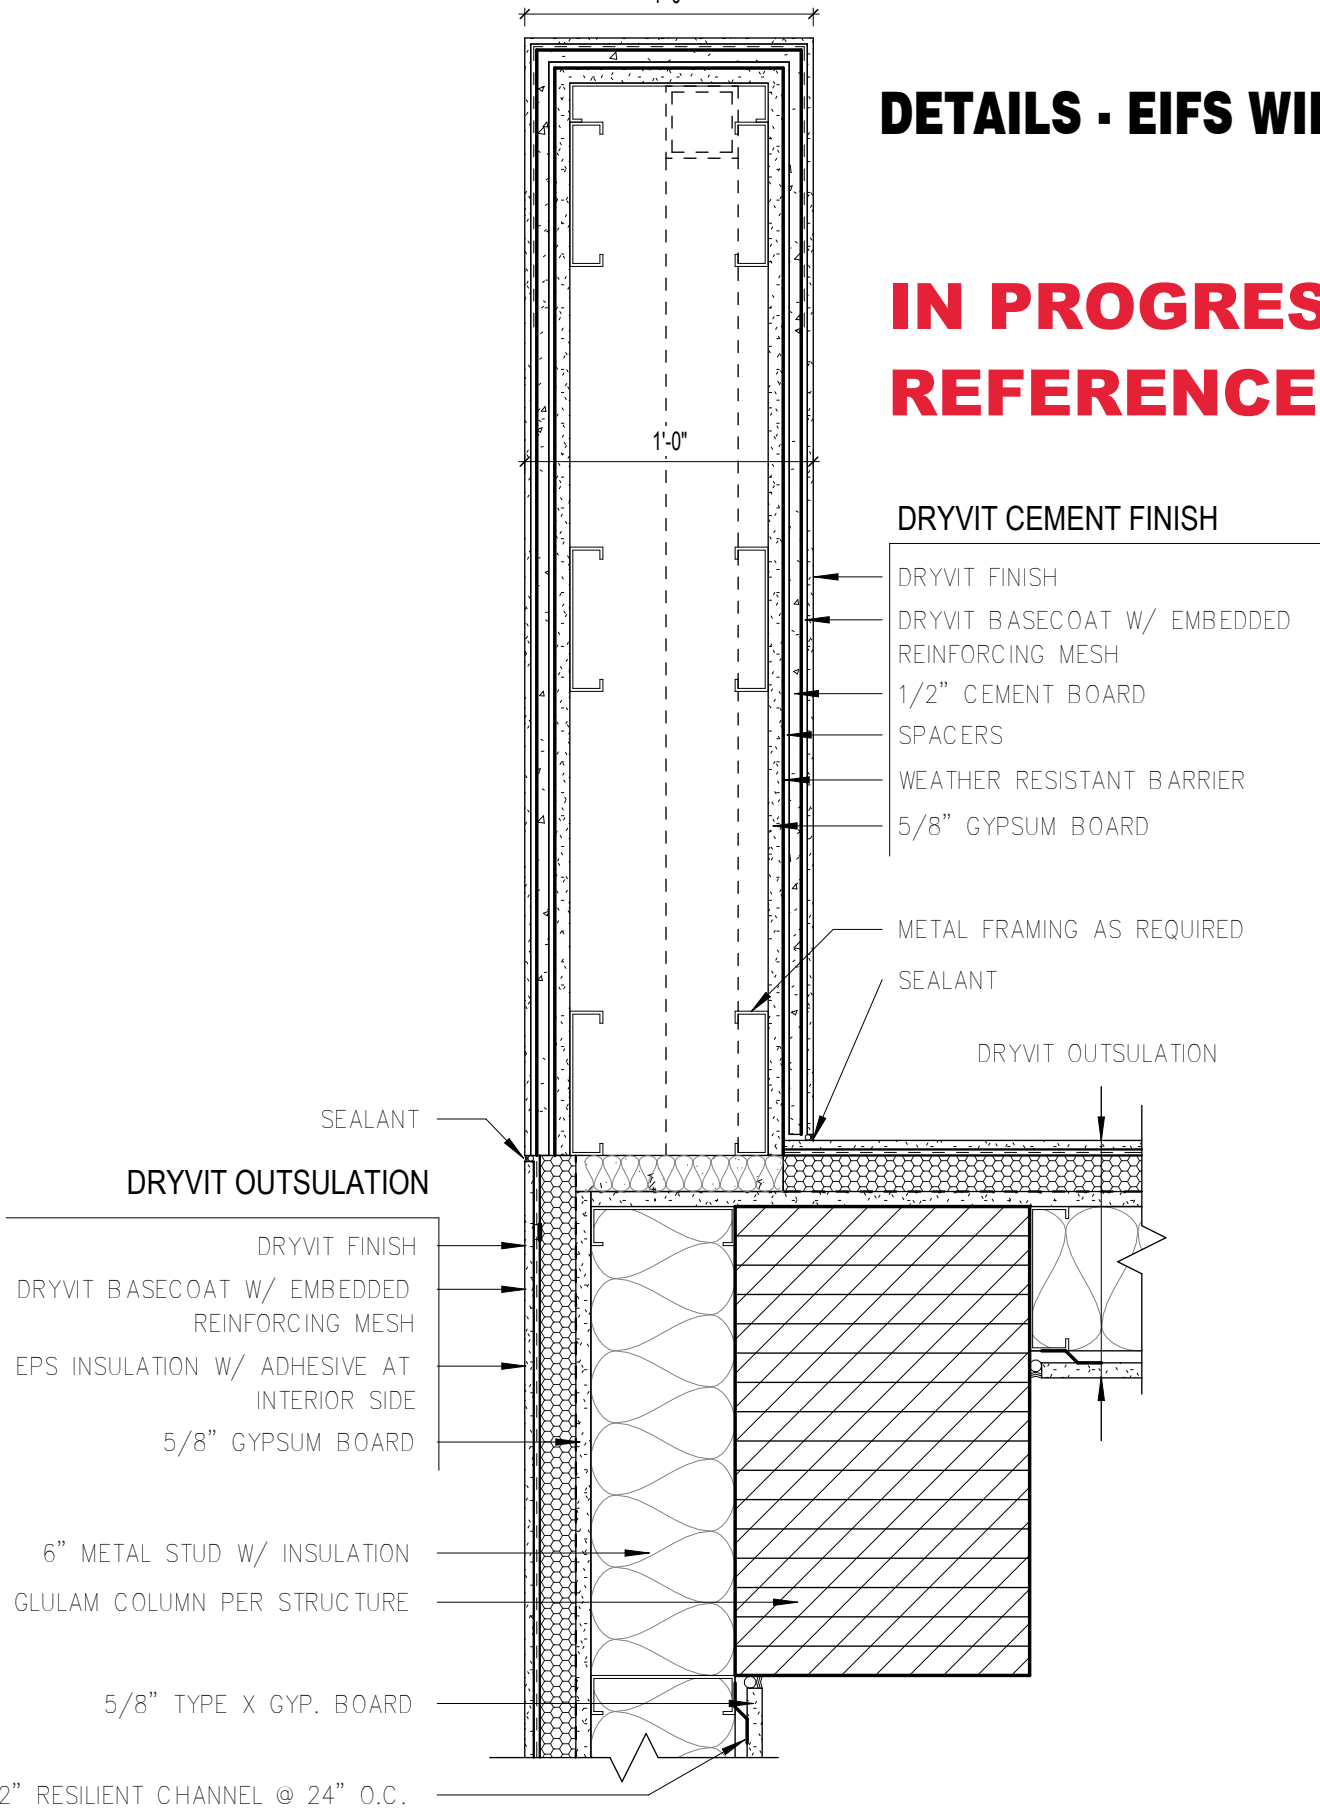 DETAILS - EIFS
IN PROGRES
REFERENCE
1'-0"
DRYVIT CEMENT FINISH
DRYVIT FINISH
DRYVIT BASECOAT W/ EMBEDDED
REINFORCING MESH
1/2” CEMENT BOARD
SPACERS
WEATHER RESISTANT BARRIER
5/8” GYPSUM BOARD
METAL FRAMING AS REQUIRED
SEALANT
DRYVIT OUTSULATION
SEALANT
DRYVIT OUTSULATION
DRYVIT FINISH
DRYVIT BASECOAT W/ EMBEDDED
REINFORCING MESH
EPS INSULATION W/ ADHESIVE AT
INTERIOR SIDE
5/8” GYPSUM BOARD
6” METAL STUD W/ INSULATION
GLULAM COLUMN PER STRUCTURE
5/8” TYPE X GYP. BOARD
2” RESILIENT CHANNEL @ 24” O.C.